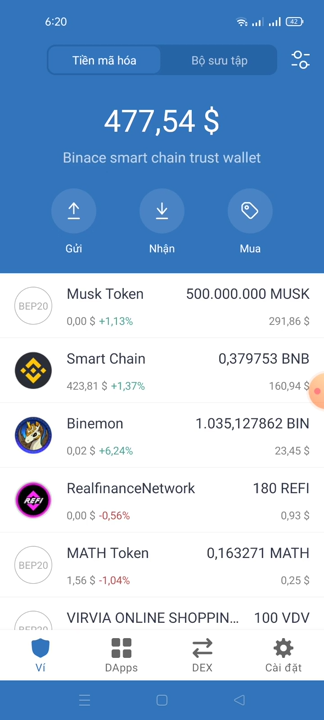 6:20
42
Tiền mã hóa
Bộ sưu tập
477,54 $
Binace smart chain trust wallet
Gửi
Nhận
Mua
BEP20
Musk Token
500.000.000 MUSK
0,00 $ +1,13%
291,86 $
Smart Chain
0,379753 BNB
423,81 $ +1,37%
160,94 $
Binemon
1.035,127862 BIN
0,02 $ +6,24%
23,45 $
REFI
RealfinanceNetwork
180 REFI
0,00 $ -0,56%
0,93 $
BEP20
MATH Token
0,163271 MATH
1,56 $ -1,04%
0,25 $
BEP20
VIRVIA ONLINE SHOPPIN...
100 VDV
Ví
DApps
DEX
Cài đặt